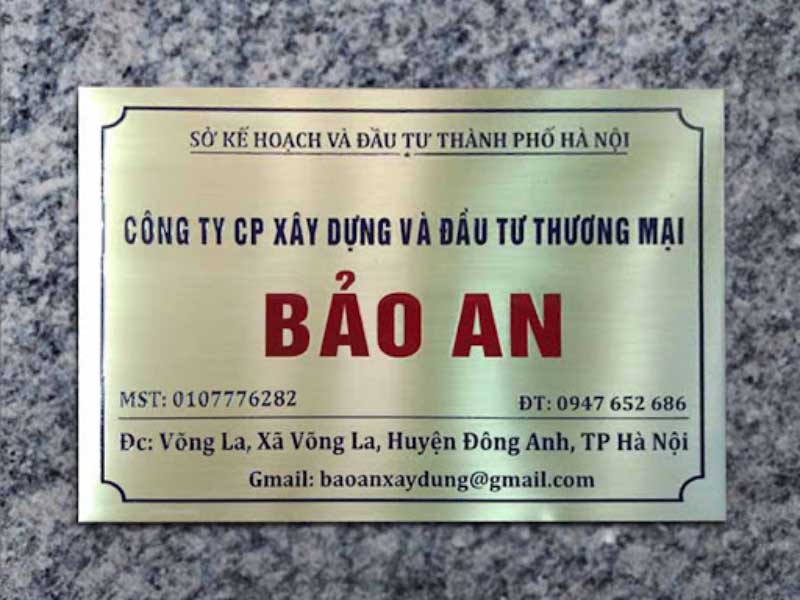 SỞ KẾ HOẠCH VÀ ĐẦU TƯ THÀNH PHỐ HÀ NỘI
CÔNG TY CP XÂY DỰNG VÀ ĐẦU TƯ THƯƠNG MẠI
BẢO AN
MST: 0107776282 ĐT: 0947 652 686
Đc: Võng La, Xã Võng La, Huyện Đông Anh, TP Hà Nội
Gmail: baoanxaydung@gmail.com